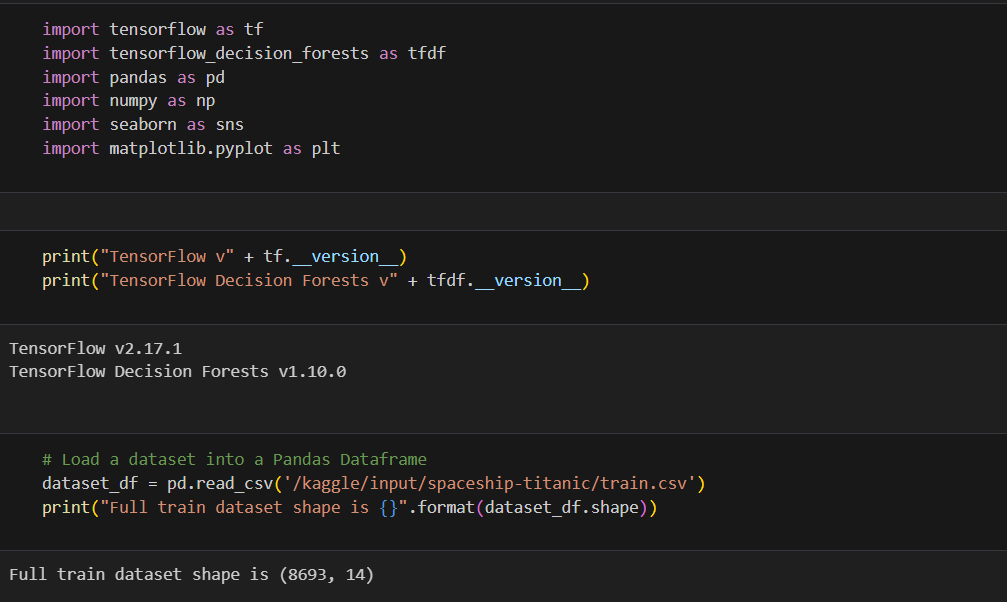 import tensorflow as tf
import tensorflow_decision_forests as tfdf
import pandas as pd
import numpy as np
import seaborn as sns
import matplotlib.pyplot as plt
print("TensorFlow v" + tf.__version__)
print("TensorFlow Decision Forests v" + tfdf.__version__)
TensorFlow v2.17.1
TensorFlow Decision Forests v1.10.0
# Load a dataset into a Pandas Dataframe
dataset_df = pd.read_csv('/kaggle/input/spaceship-titanic/train.csv')
print("Full train dataset shape is {}".format(dataset_df.shape))
Full train dataset shape is (8693, 14)